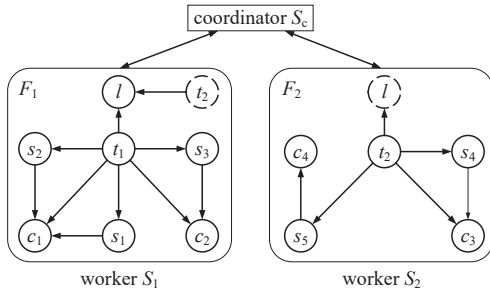 coordinator S_c
F_1 l t_2 F_2 l
s_2 t_1 s_3 c_4 t_2 s_4
c_1 s_1 c_2 s_5 c_3
worker S_1 worker S_2